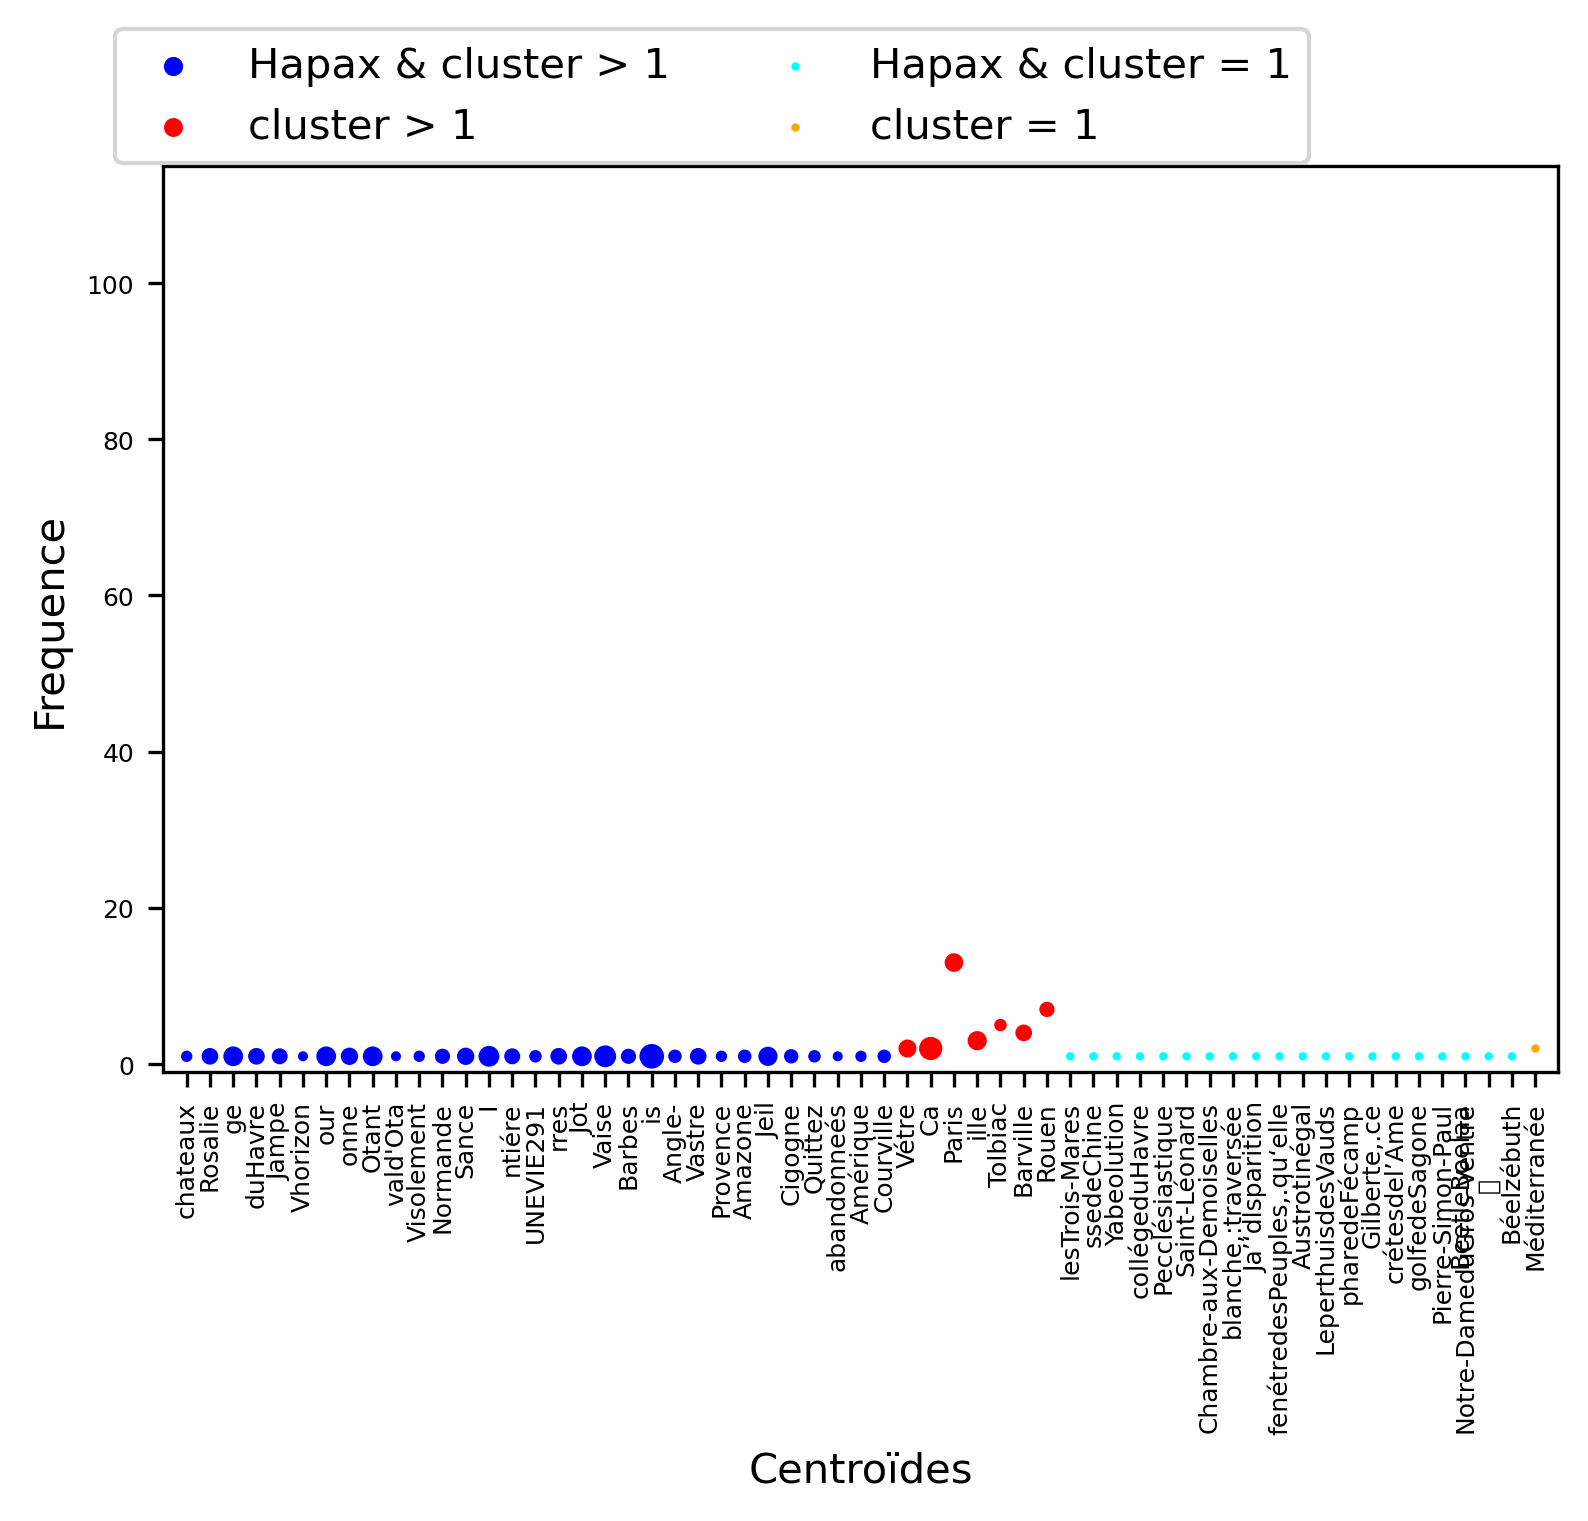 Hapax & cluster > 1
cluster > 1
Hapax & cluster = 1
cluster = 1
Frequence
100
80
60
40
20
0
chateaux
Rosalie
ge
duHavre
Jampe
Vhorizon
our
onne
Otant
vald'Ota
Visolement
Normande
Sance
I
ntiére
UNEVIE291
rres
Jot
Vaise
Barbes
is
Angle-
Vastre
Provence
Amazone
Jeil
Cigogne
Quittez
abandonneés
Amérique
Courville
Vétre
Ca
Paris
ille
Tolbiac
Barville
Rouen
lesTrois-Mares
ssedeChine
Yabeolution
collégeduHavre
Pecclésiastique
Saint-Léonard
Chambre-aux-Demoiselles
blanche,;traversée
Ja’’disparition
fenétredesPeuples,.qu‘elle
Austrotinégal
LeperthuisdesVauds
pharedeFécamp
Gilberte,.ce
crétesdel’Ame
golfedeSagone
Pierre-Simon-Paul
Béelzébuth
Méditerranée
Centroïdes